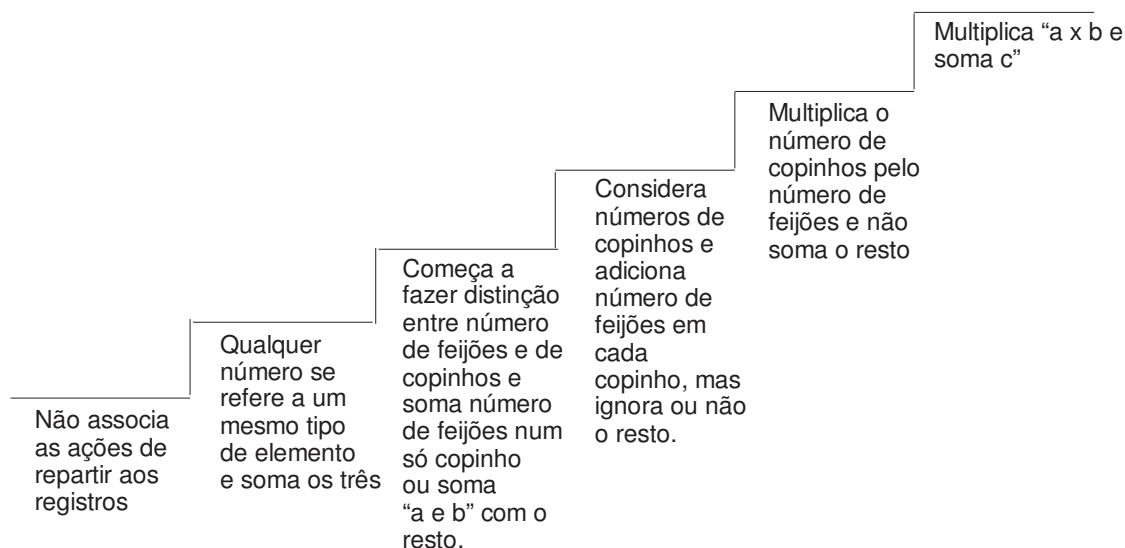 Não associa
as ações de
repartir aos
registros
Qualquer
número se
refere a um
mesmo tipo
de elemento
e soma os três
Começa a
fazer distinção
entre número
de feijões e de
copinhos e
soma número
de feijões num
só copinho
ou soma
“a e b” com o
resto.
Considera
números de
copinhos e
adiciona
número de
feijões em
cada
copinho, mas
ignora ou não
o resto.
Multiplica o
número de
copinhos pelo
número de
feijões e não
soma o resto
Multiplica “a x b e
soma c”